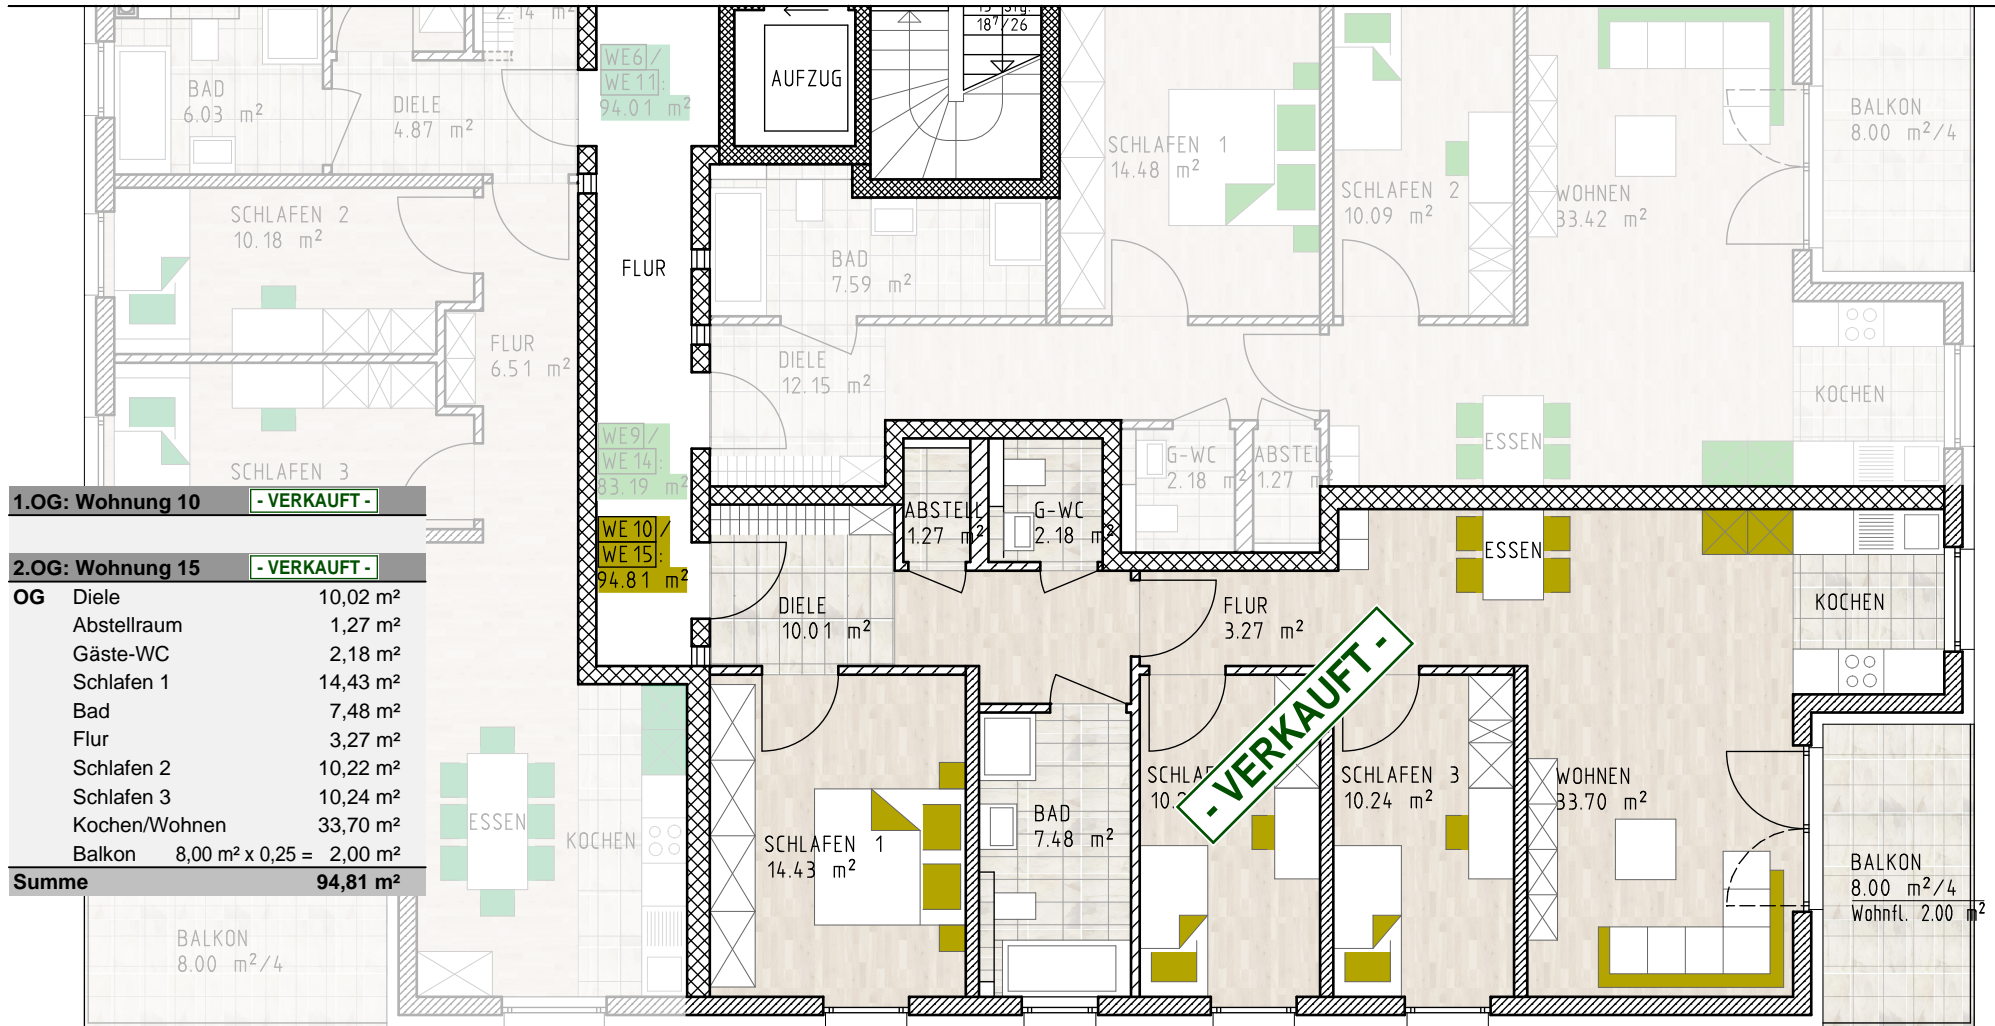 2.14 m²
BAD
6.03 m²
DIELE
4.87 m²
WE6/
WE11:
94.01 m²
AUFZUG
18⁷/26
SCHLAFEN 1
14.48 m²
SCHLAFEN 2
10.09 m²
WOHNEN
33.42 m²
BALKON
8.00 m²/4
SCHLAFEN 2
10.18 m²
FLUR
BAD
7.59 m²
FLUR
6.51 m²
DIELE
12.15 m²
KOCHEN
ESSEN
SCHLAFEN 3
WE9/
WE14:
83.19 m²
G-WC
2.18 m²
ABSTELL
1.27 m²
1.OG: Wohnung 10 - VERKAUFT -
2.OG: Wohnung 15 - VERKAUFT -
OG Diele 10,02 m²
Abstellraum 1,27 m²
Gäste-WC 2,18 m²
Schlafen 1 14,43 m²
Bad 7,48 m²
Flur 3,27 m²
Schlafen 2 10,22 m²
Schlafen 3 10,24 m²
Kochen/Wohnen 33,70 m²
Balkon 8,00 m² x 0,25 = 2,00 m²
Summe 94,81 m²
WE10/
WE15:
94.81 m²
ABSTELL
1.27 m²
G-WC
2.18 m²
ESSEN
KOCHEN
DIELE
10.01 m²
FLUR
3.27 m²
- VERKAUFT -
SCHLAFEN 3
10.24 m²
WOHNEN
33.70 m²
BAD
7.48 m²
SCHLAFEN 1
14.43 m²
ESSEN
KOCHEN
BALKON
8.00 m²/4
Wohnfl. 2.00 m²
BALKON
8.00 m²/4